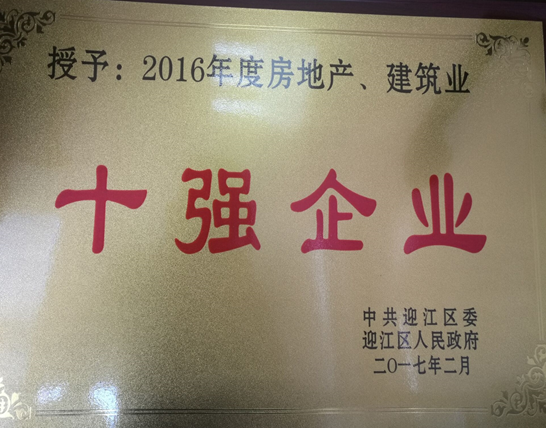 授予：2016年度房地产、建筑业
十强企业
中共迎江区委
迎江区人民政府
二〇一七年二月